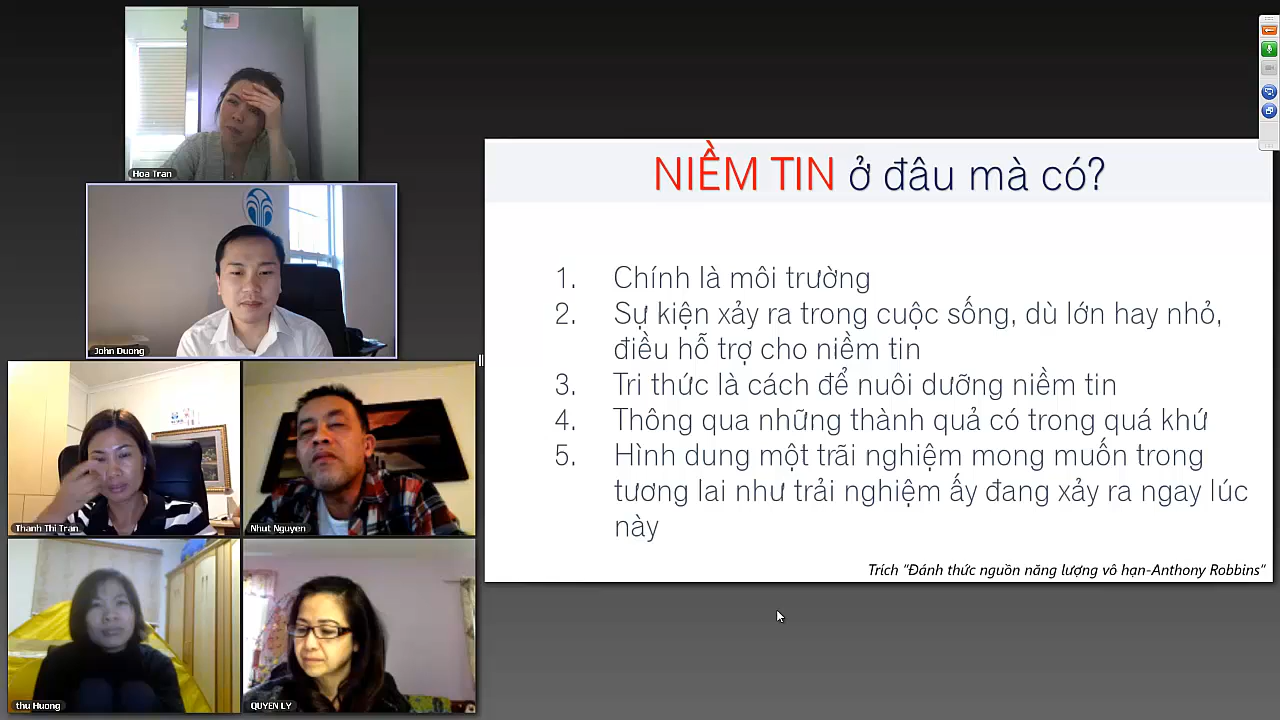 Hoa Tran
John Duong
Thanh Thi Tran
Nhut Nguyen
thu Huong
QUYEN LY
NIỀM TIN ở đâu mà có?
1. Chính là môi trường
2. Sự kiện xảy ra trong cuộc sống, dù lớn hay nhỏ,
điều hỗ trợ cho niềm tin
3. Tri thức là cách để nuôi dưỡng niềm tin
4. Thông qua những thành quả có trong quá khứ
5. Hình dung một trãi nghiệm mong muốn trong
tương lai như trải nghiệm ấy đang xảy ra ngay lúc
này
Trích "Đánh thức nguồn năng lượng vô hạn-Anthony Robbins"